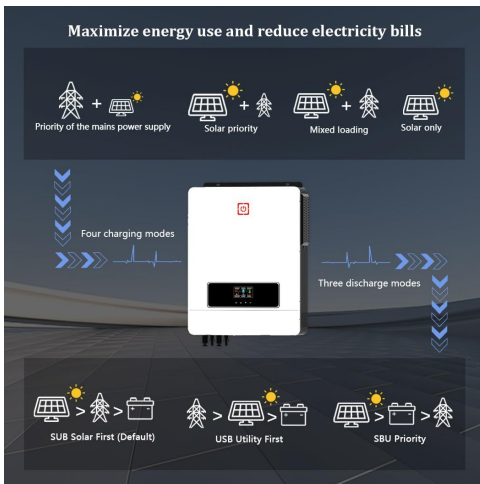 Maximize energy use and reduce electricity bills
Priority of the mains power supply
Solar priority
Mixed loading
Solar only
Four charging modes
Three discharge modes
SUB Solar First (Default)
USB Utility First
SBU Priority